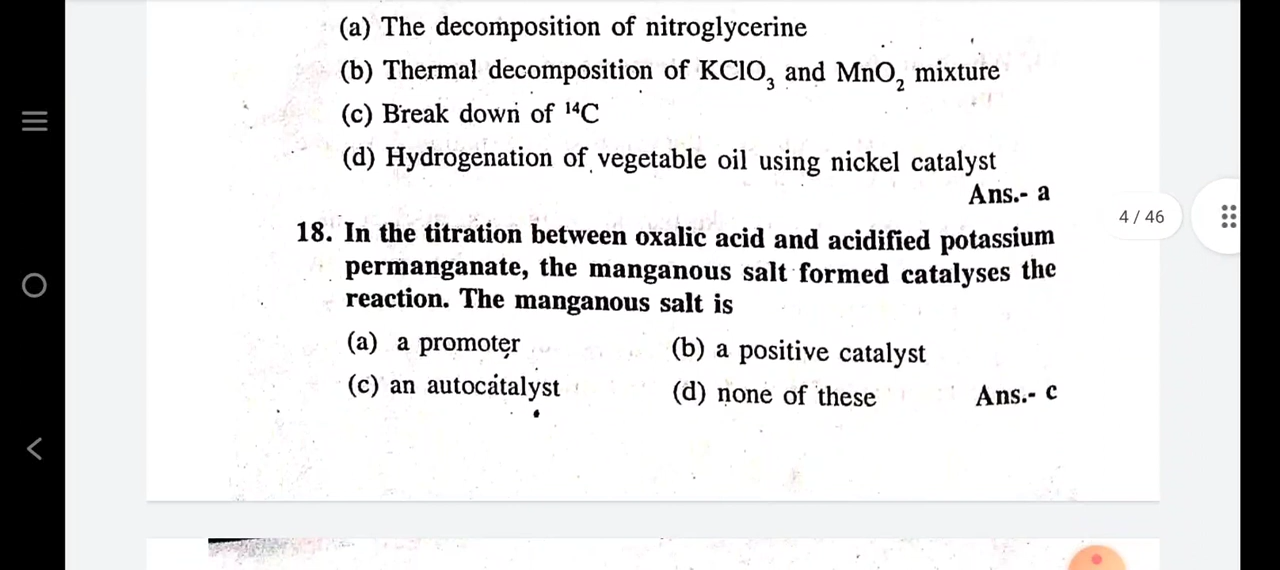 (a) The decomposition of nitroglycerine
(b) Thermal decomposition of KClO₃ and MnO₂ mixture
(c) Break down of ¹⁴C
(d) Hydrogenation of vegetable oil using nickel catalyst
Ans.- a
4 / 46
18. In the titration between oxalic acid and acidified potassium
permanganate, the manganous salt formed catalyses the
reaction. The manganous salt is
(a) a promoter (b) a positive catalyst
(c) an autocatalyst (d) none of these Ans.- c